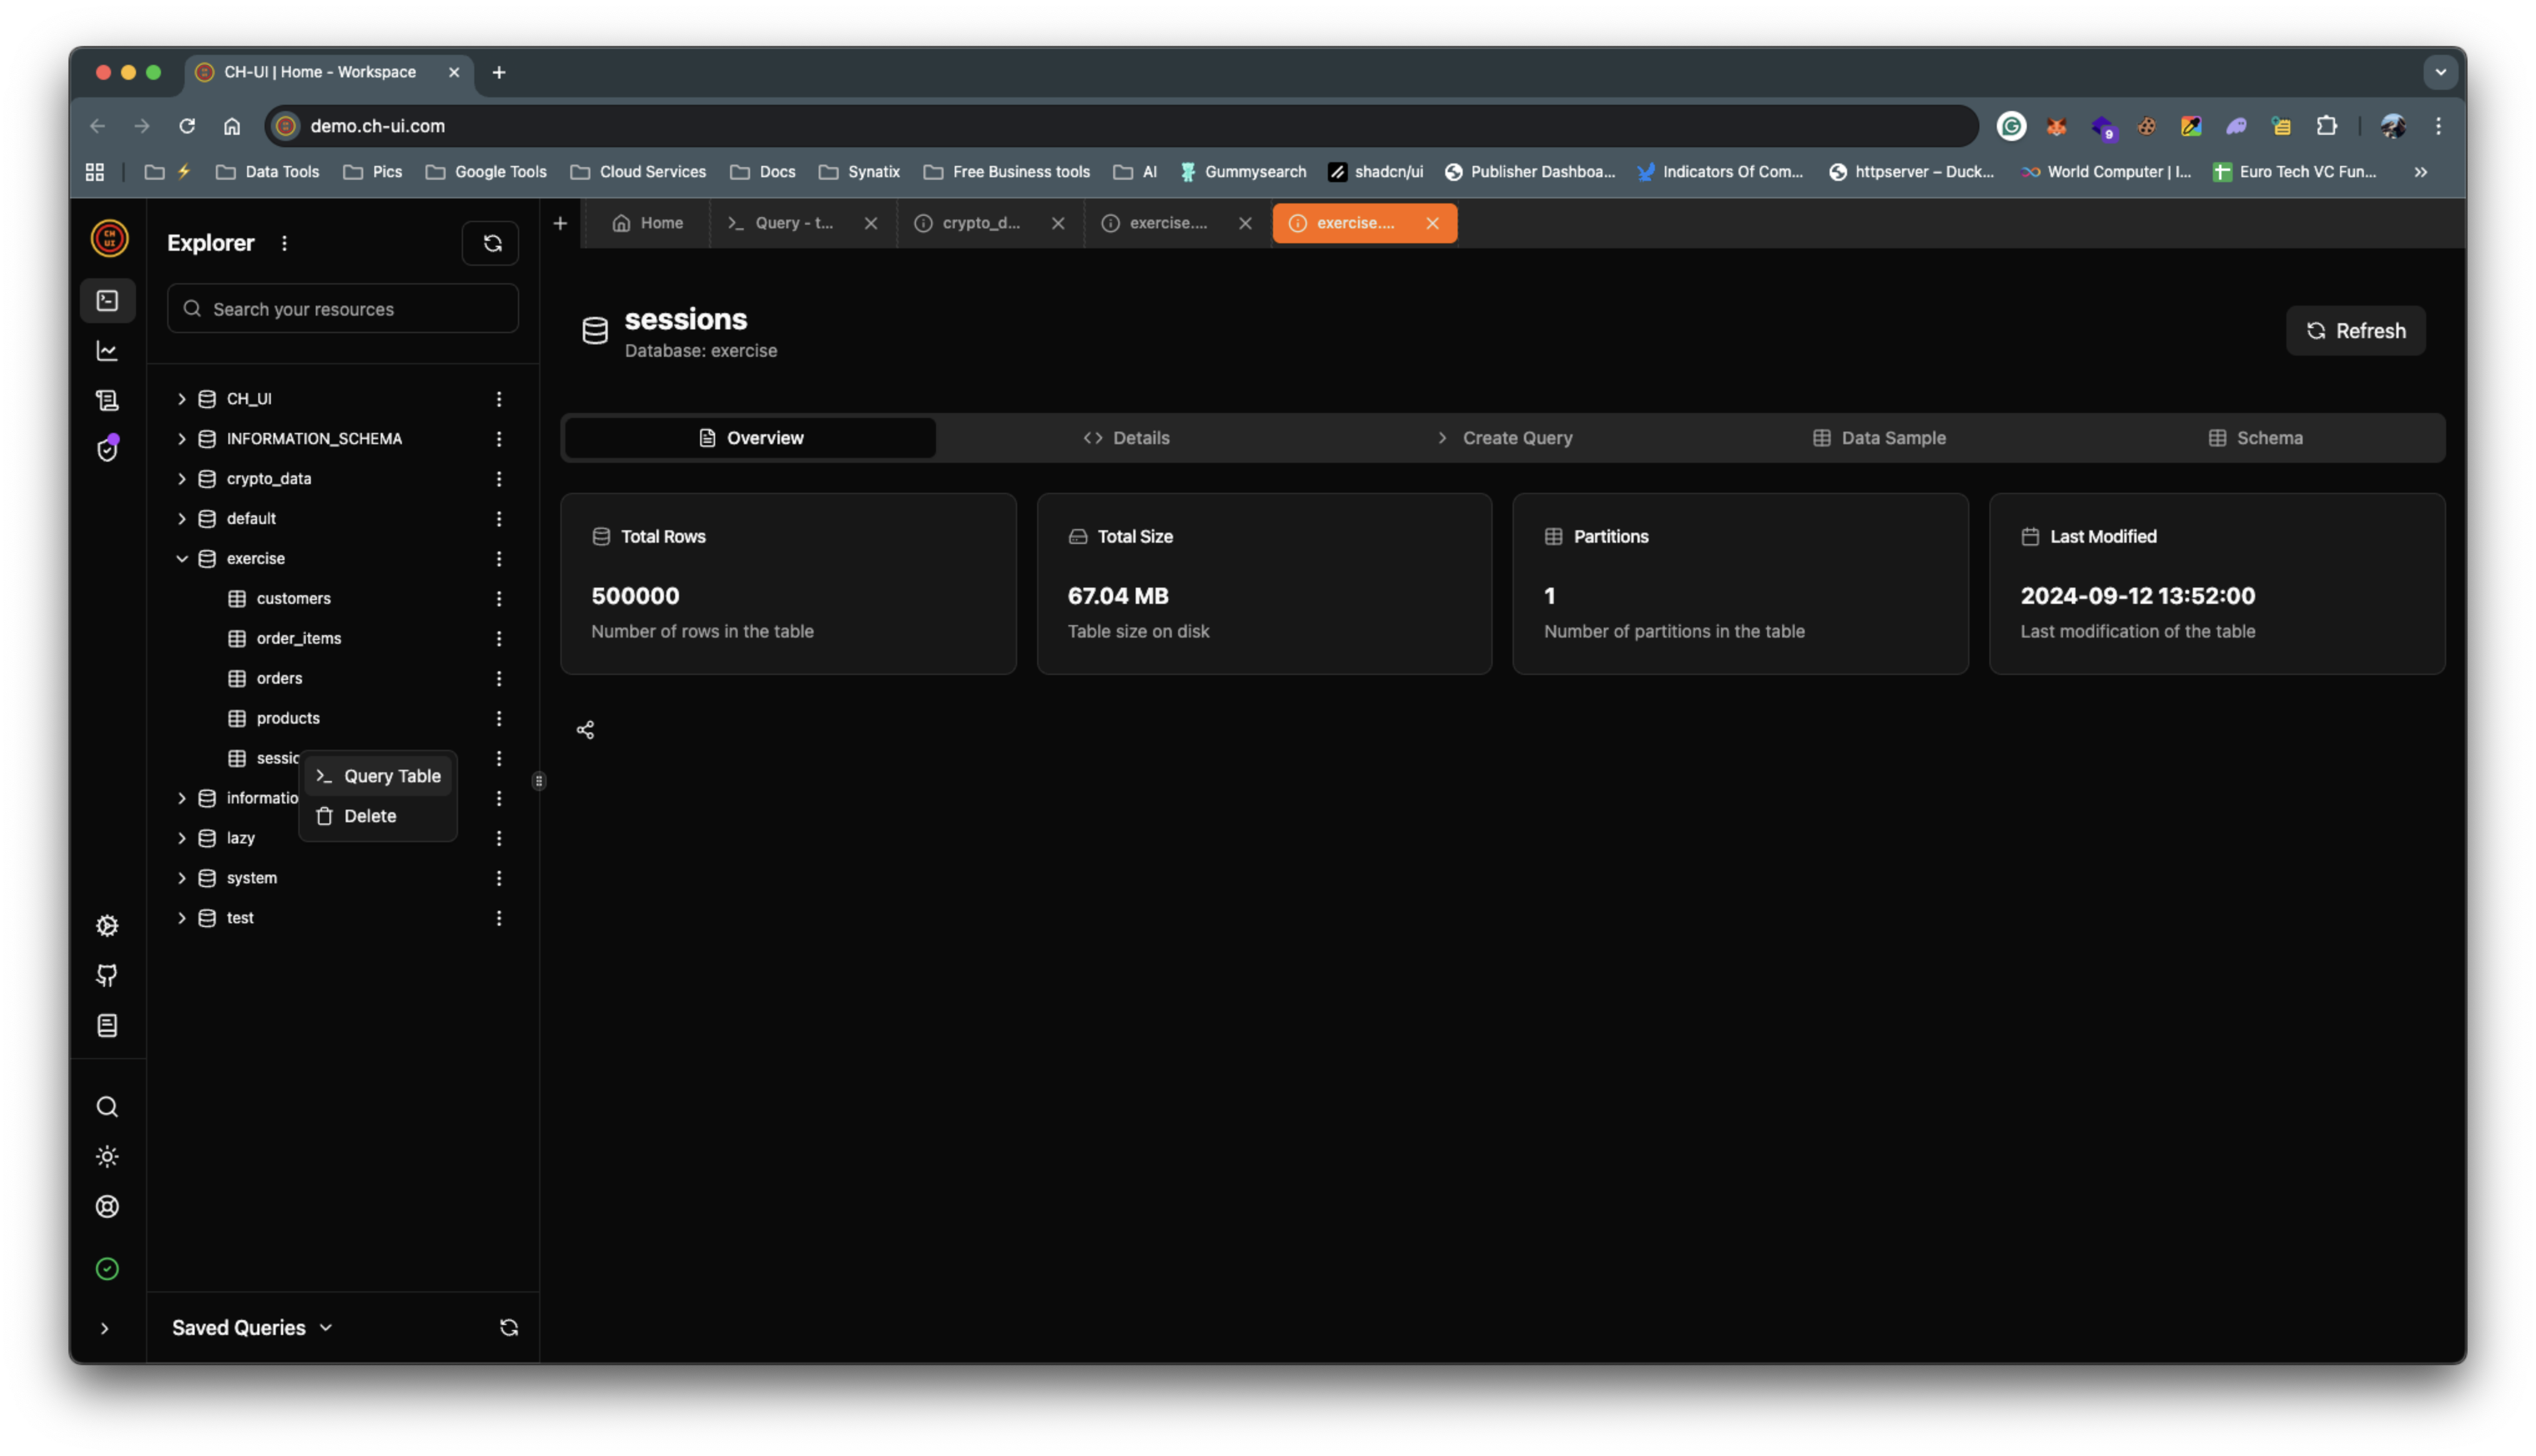 CH-UI | Home - Workspace
demo.ch-ui.com
9
Data Tools Pics Google Tools Cloud Services Docs Synatix Free Business tools AI Gummysearch shadcn/ui Publisher Dashboa... Indicators Of Com... httpserver – Duck... World Computer | I... Euro Tech VC Fun...
CH
UI
Explorer
Home Query - t... crypto_d... exercise.... exercise....
Search your resources
sessions
Database: exercise
Refresh
CH_UI
INFORMATION_SCHEMA
crypto_data
default
exercise
customers
order_items
orders
products
sessic
Query Table
informatio
Delete
lazy
system
test
Overview Details Create Query Data Sample Schema
Total Rows
500000
Number of rows in the table
Total Size
67.04 MB
Table size on disk
Partitions
1
Number of partitions in the table
Last Modified
2024-09-12 13:52:00
Last modification of the table
Saved Queries